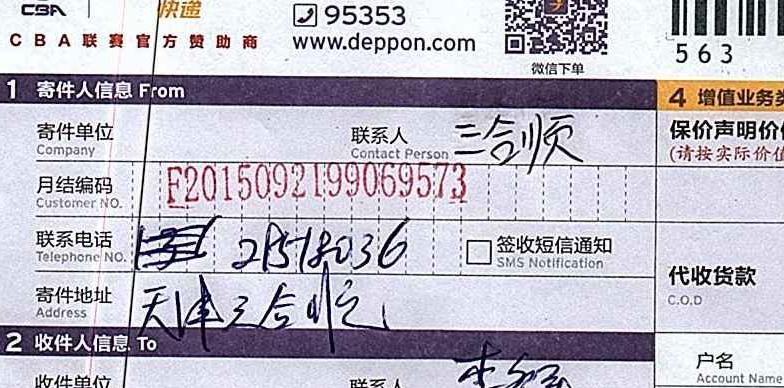 CBA 快递 95353
CBA联赛官方赞助商 www.deppon.com
微信下单
563
1 寄件人信息 From
4 增值业务类
寄件单位 Company
联系人 Contact Person 三合顺
保价声明价值
(请按实际价值
月结编码 Customer NO. F2015092199069573
联系电话 Telephone NO. 签收短信通知 SMS Notification
代收货款 C.O.D
寄件地址 Address 天津三合顺
2 收件人信息 To
户名 Account Name
收件单位 联系人